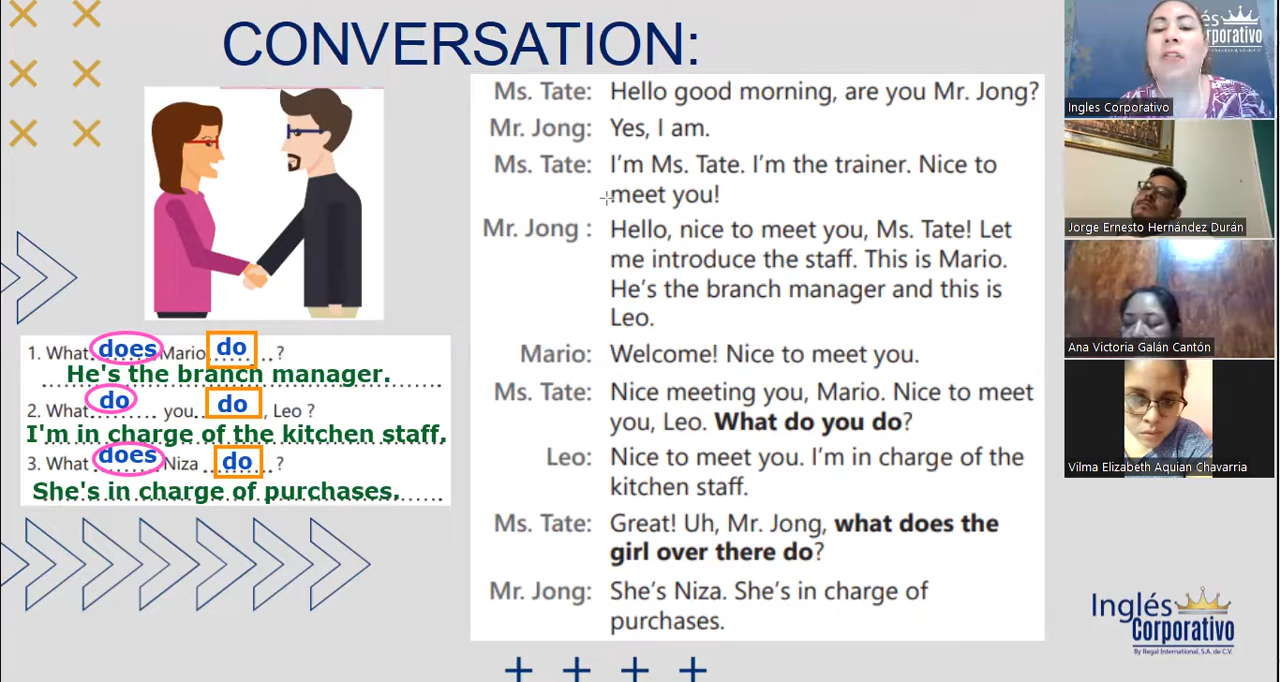 CONVERSATION:
Ms. Tate: Hello good morning, are you Mr. Jong?
Mr. Jong: Yes, I am.
Ms. Tate: I'm Ms. Tate. I'm the trainer. Nice to
meet you!
Mr. Jong : Hello, nice to meet you, Ms. Tate! Let
me introduce the staff. This is Mario.
He's the branch manager and this is
Leo.
Mario: Welcome! Nice to meet you.
Ms. Tate: Nice meeting you, Mario. Nice to meet
you, Leo. What do you do?
Leo: Nice to meet you. I'm in charge of the
kitchen staff.
Ms. Tate: Great! Uh, Mr. Jong, what does the
girl over there do?
Mr. Jong: She's Niza. She's in charge of
purchases.
1. What does Mario do ...?
He's the branch manager.
2. What do you do, Leo ?
I'm in charge of the kitchen staff.
3. What does Niza do ?
She's in charge of purchases.
Inglés
Corporativo
By Regal International, S.A. de C.V.
Ingles Corporativo
Jorge Ernesto Hernández Durán
Ana Victoria Galán Cantón
Vilma Elizabeth Aquian Chavarria